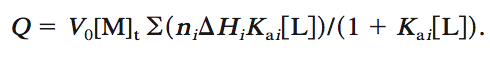 Q = V₀[M]ₜ Σ(nᵢΔHᵢKₐᵢ[L])/(1 + Kₐᵢ[L]).